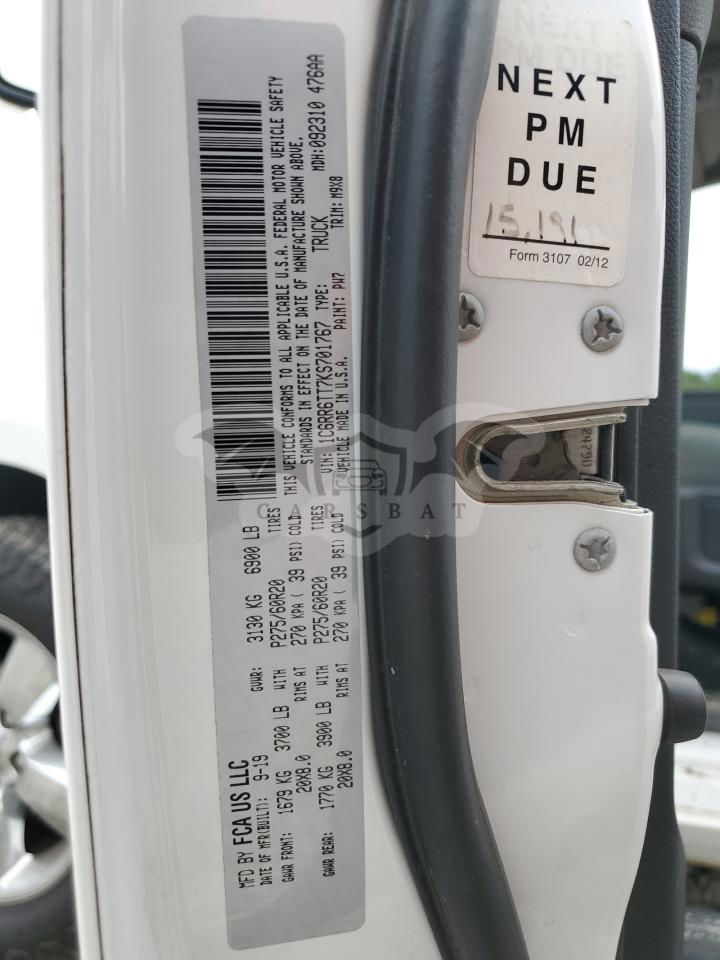 MFD BY FCA US LLC
DATE OF MFR(BUILT): 9-19 GVWR: 3130 KG 6900 LB
GAWR FRONT: 1679 KG 3700 LB WITH P275/60R20 TIRES
20X8.0 RIMS AT 270 KPA ( 39 PSI) COLD
GAWR REAR: 1770 KG 3900 LB WITH P275/60R20 TIRES
20X8.0 RIMS AT 270 KPA ( 39 PSI) COLD
THIS VEHICLE CONFORMS TO ALL APPLICABLE U.S.A. FEDERAL MOTOR VEHICLE SAFETY
STANDARDS IN EFFECT ON THE DATE OF MANUFACTURE SHOWN ABOVE.
MDH:092310 476AA
VIN: 1C6RR6TT7KS701767 TYPE: TRUCK
VEHICLE MADE IN U.S.A. PAINT: PW7 TRIM: M9X8
NEXT
PM DUE
NEXT
PM
DUE
15,191
Form 3107 02/12
CARSBAT